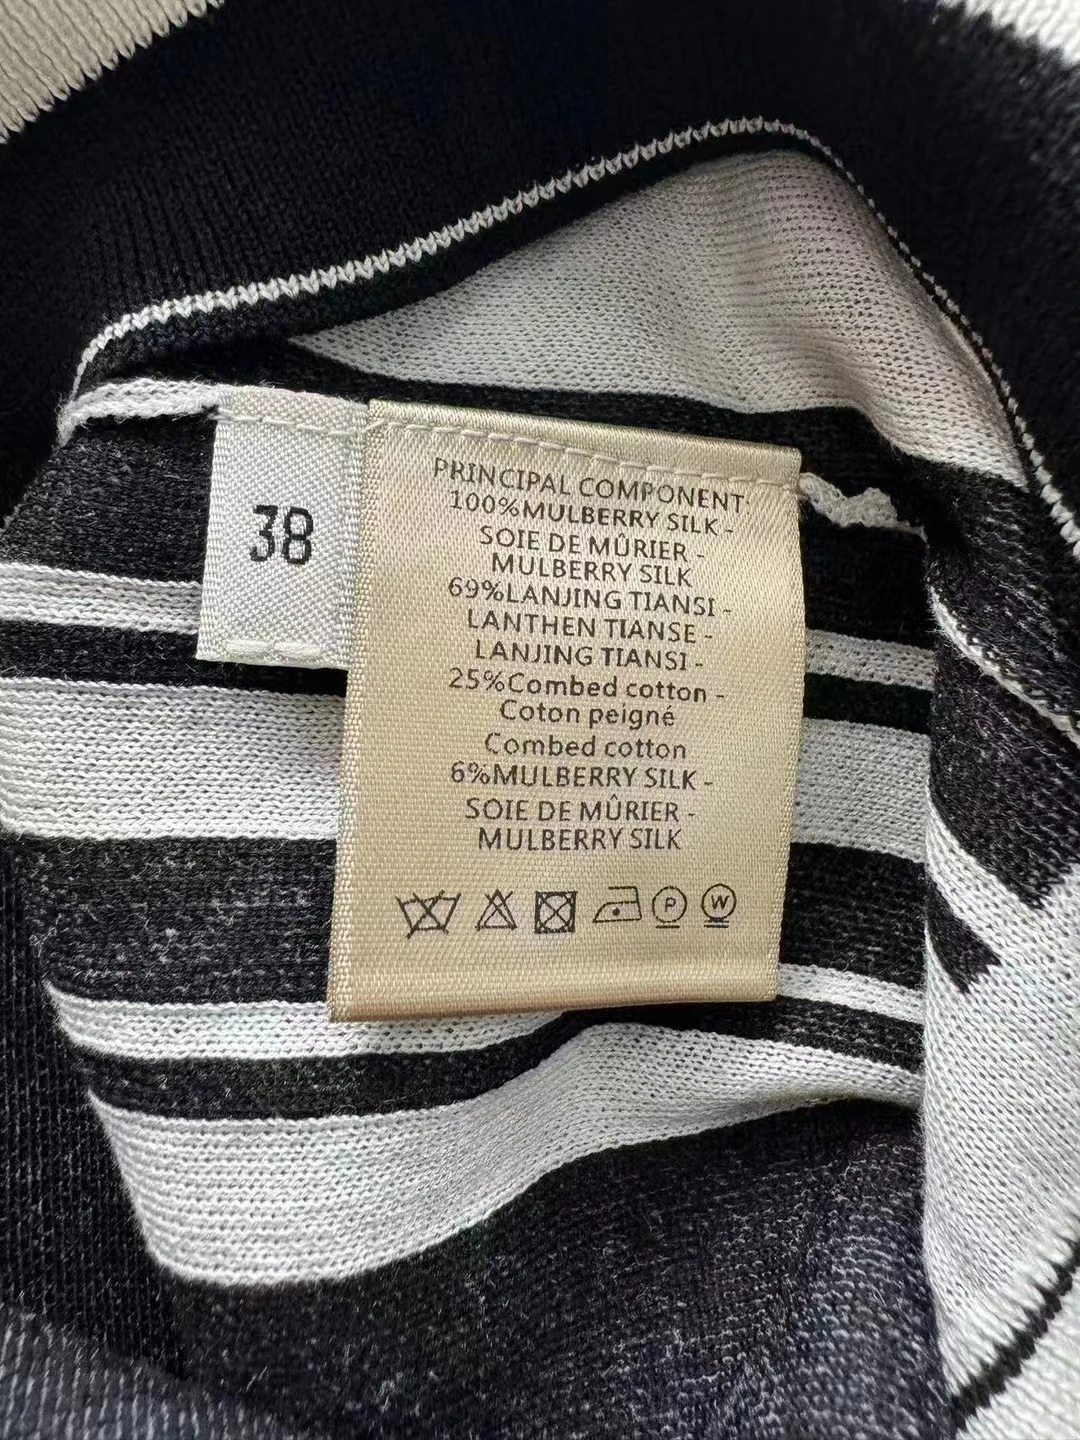 38
PRINCIPAL COMPONENT:
100%MULBERRY SILK -
SOIE DE MÛRIER -
MULBERRY SILK
69%LANJING TIANSI -
LANTHEN TIANSE -
LANJING TIANSI -
25%Combed cotton -
Coton peigné
Combed cotton
6%MULBERRY SILK -
SOIE DE MÛRIER -
MULBERRY SILK
P W